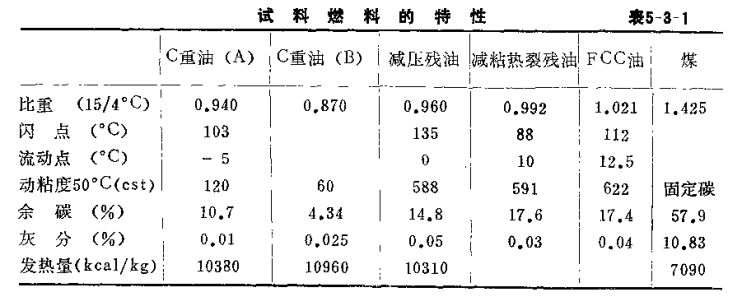 试料燃料的特性 表5-3-1
C重油(A) C重油(B) 减压残油 减粘热裂残油 FCC油 煤
比重 (15/4°C) 0.940 0.870 0.960 0.992 1.021 1.425
闪点 (°C) 103 135 88 112
流动点 (°C) -5 0 10 12.5
动粘度50°C(cst) 120 60 588 591 622 固定碳
余碳 (%) 10.7 4.34 14.8 17.6 17.4 57.9
灰分 (%) 0.01 0.025 0.05 0.03 0.04 10.83
发热量(kcal/kg) 10380 10960 10310 7090